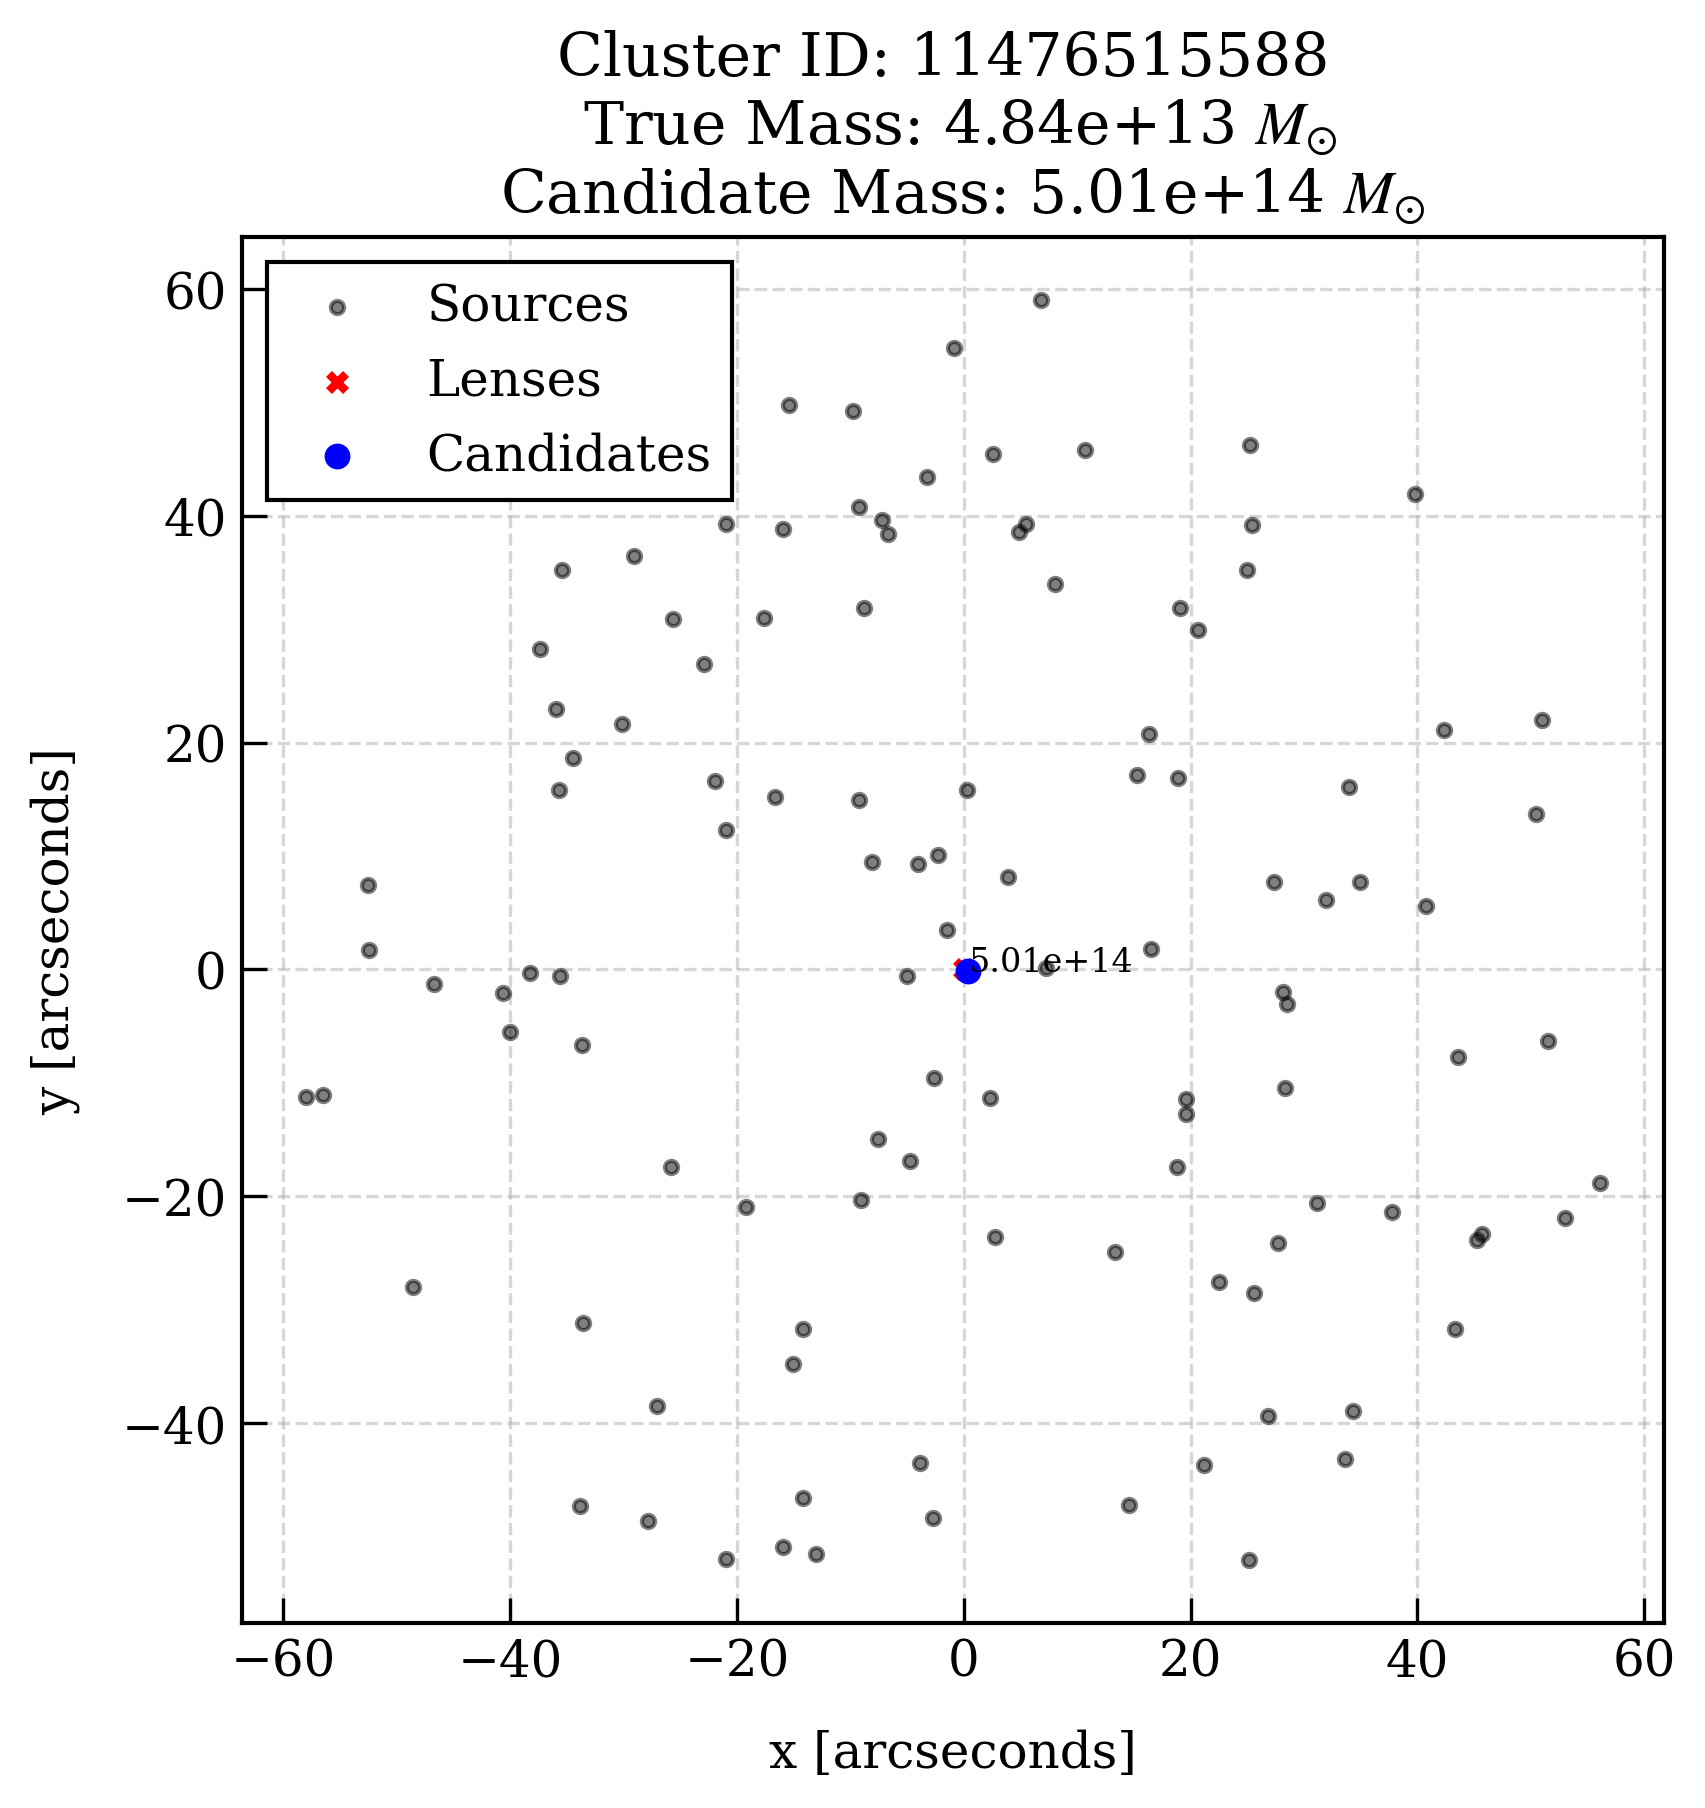 Cluster ID: 11476515588
True Mass: 4.84e+13 M⊙
Candidate Mass: 5.01e+14 M⊙
Sources
Lenses
Candidates
60
40
20
0
−20
−40
5.01e+14
−60
−40
−20
0
20
40
60
x [arcseconds]
y [arcseconds]